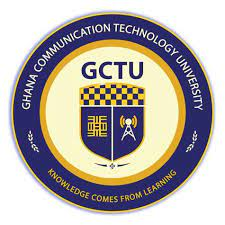 GHANA COMMUNICATION TECHNOLOGY UNIVERSITY
GCTU
KNOWLEDGE COMES FROM LEARNING